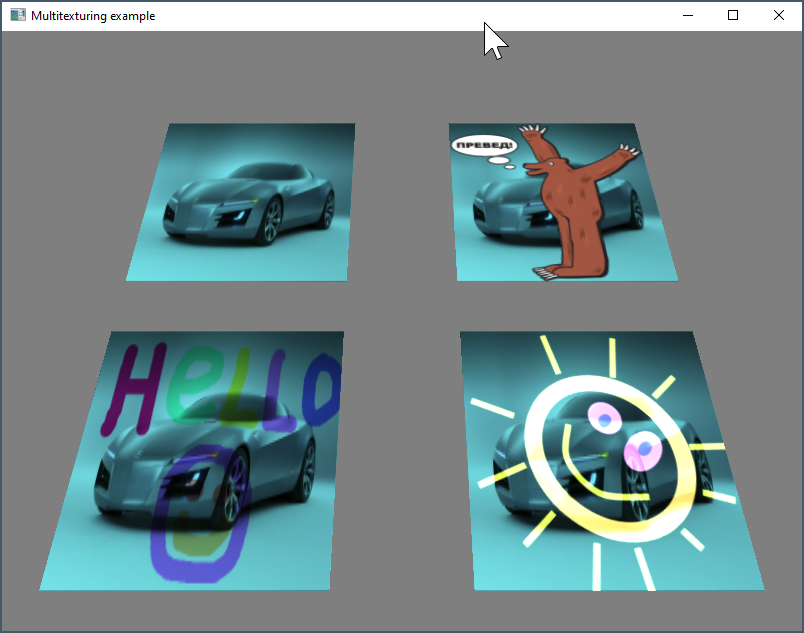 Multitexturing example
ПРЕВЕД!
HeLLO